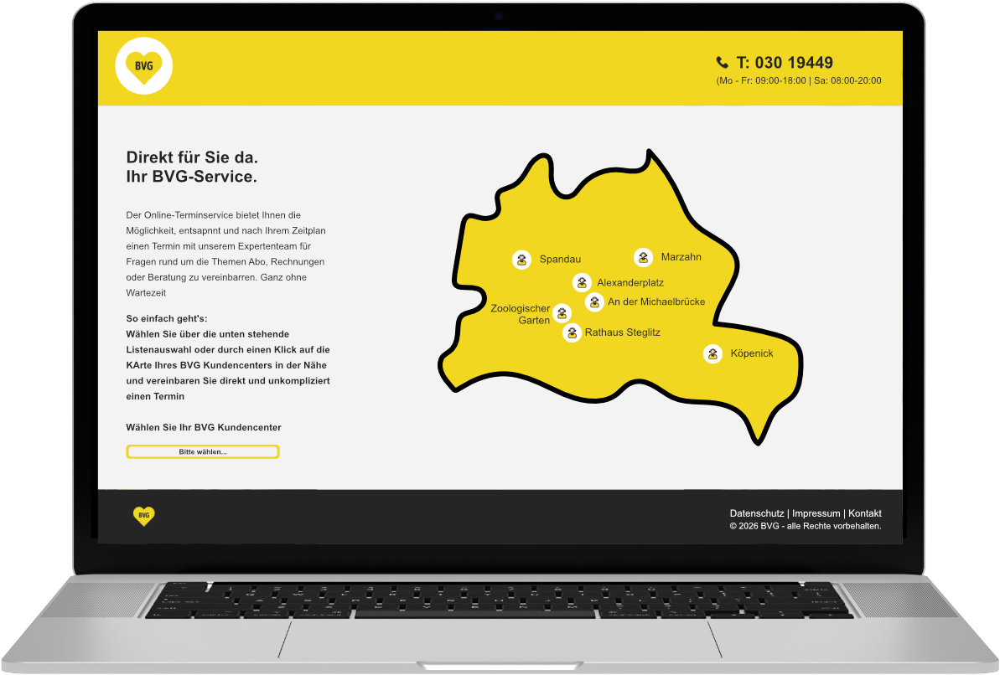 BVG
T: 030 19449
(Mo - Fr: 09:00-18:00 | Sa: 08:00-20:00
Direkt für Sie da.
Ihr BVG-Service.
Der Online-Terminservice bietet Ihnen die
Möglichkeit, entsapnnt und nach Ihrem Zeitplan
einen Termin mit unserem Expertenteam für
Fragen rund um die Themen Abo, Rechnungen
oder Beratung zu vereinbarren. Ganz ohne
Wartezeit
So einfach geht's:
Wählen Sie über die unten stehende
Listenauswahl oder durch einen Klick auf die
KArte Ihres BVG Kundencenters in der Nähe
und vereinbaren Sie direkt und unkompliziert
einen Termin
Wählen Sie Ihr BVG Kundencenter
Bitte wählen...
Spandau
Marzahn
Alexanderplatz
An der Michaelbrücke
Zoologischer
Garten
Rathaus Steglitz
Köpenick
BVG
Datenschutz | Impressum | Kontakt
© 2026 BVG - alle Rechte vorbehalten.